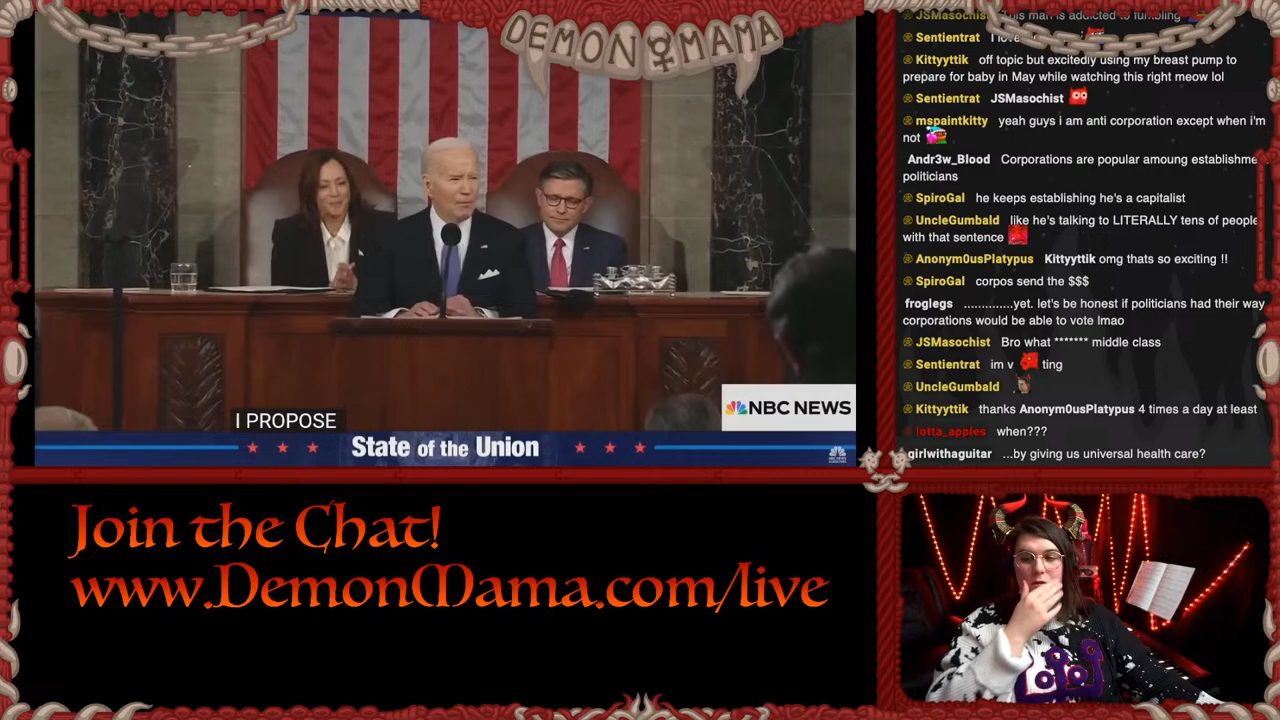 DEMON MAMA
JSMasochist This man is addicted to fumbling
Sentientrat I love
Kittyyttik off topic but excitedly using my breast pump to
prepare for baby in May while watching this right meow lol
Sentientrat JSMasochist
mspaintkitty yeah guys i am anti corporation except when i'm
not
Andr3w_Blood Corporations are popular amoung establishme
politicians
SpiroGal he keeps establishing he's a capitalist
UncleGumbald like he's talking to LITERALLY tens of people
with that sentence
Anonym0usPlatypus Kittyyttik omg thats so exciting !!
SpiroGal corpos send the $$$
froglegs ..............yet. let's be honest if politicians had their way
corporations would be able to vote lmao
JSMasochist Bro what ******* middle class
Sentientrat im v ting
UncleGumbald
Kittyyttik thanks Anonym0usPlatypus 4 times a day at least
lotta_apples when???
girlwithaguitar ...by giving us universal health care?
NBC NEWS
I PROPOSE
State of the Union
Join the Chat!
www.DemonMama.com/live